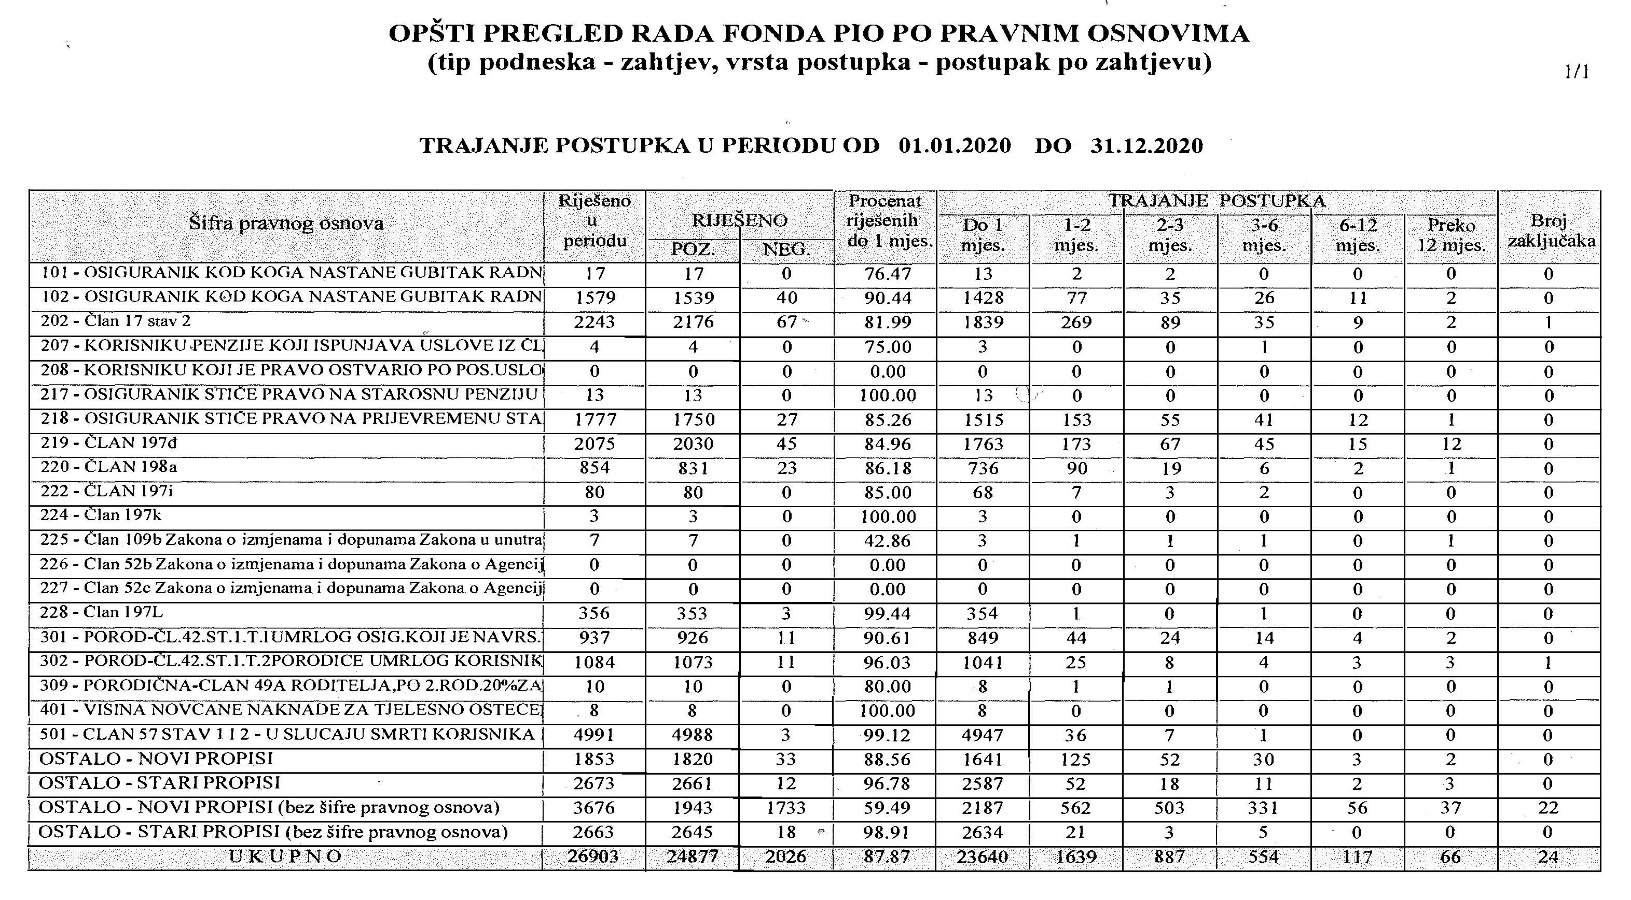 OPŠTI PREGLED RADA FONDA PIO PO PRAVNIM OSNOVIMA
(tip podneska - zahtjev, vrsta postupka - postupak po zahtjevu)
1/1
TRAJANJE POSTUPKA U PERIODU OD 01.01.2020 DO 31.12.2020
Šifra pravnog osnova | Riješeno u periodu | RIJEŠENO POZ. | NEG. | Procenat riješenih do 1 mjes. | TRAJANJE POSTUPKA Do 1 mjes. | 1-2 mjes. | 2-3 mjes. | 3-6 mjes. | 6-12 mjes. | Preko 12 mjes. | Broj zaključaka
101 - OSIGURANIK KOD KOGA NASTANE GUBITAK RADN 17 17 0 76.47 13 2 2 0 0 0 0
102 - OSIGURANIK KOD KOGA NASTANE GUBITAK RADN 1579 1539 40 90.44 1428 77 35 26 11 2 0
202 - Član 17 stav 2 2243 2176 67 81.99 1839 269 89 35 9 2 1
207 - KORISNIKU PENZIJE KOJI ISPUNJAVA USLOVE IZ ČL 4 4 0 75.00 3 0 0 1 0 0 0
208 - KORISNIKU KOJI JE PRAVO OSTVARIO PO POS.USLO 0 0 0 0.00 0 0 0 0 0 0 0
217 - OSIGURANIK STIČE PRAVO NA STAROSNU PENZIJU 13 13 0 100.00 13 0 0 0 0 0 0
218 - OSIGURANIK STIČE PRAVO NA PRIJEVREMENU STA 1777 1750 27 85.26 1515 153 55 41 12 1 0
219 - ČLAN 197đ 2075 2030 45 84.96 1763 173 67 45 15 12 0
220 - ČLAN 198a 854 831 23 86.18 736 90 19 6 2 1 0
222 - ČLAN 197i 80 80 0 85.00 68 7 3 2 0 0 0
224 - Član 197k 3 3 0 100.00 3 0 0 0 0 0 0
225 - Član 109b Zakona o izmjenama i dopunama Zakona u unutra 7 7 0 42.86 3 1 1 1 0 1 0
226 - Clan 52b Zakona o izmjenama i dopunama Zakona o Agencij 0 0 0 0.00 0 0 0 0 0 0 0
227 - Clan 52c Zakona o izmjenama i dopunama Zakona o Agencij 0 0 0 0.00 0 0 0 0 0 0 0
228 - Clan 197L 356 353 3 99.44 354 1 0 1 0 0 0
301 - POROD-ČL.42.ST.1.T.1UMRLOG OSIG.KOJI JE NAVRS. 937 926 11 90.61 849 44 24 14 4 2 0
302 - POROD-ČL.42.ST.1.T.2PORODICE UMRLOG KORISNIK 1084 1073 11 96.03 1041 25 8 4 3 3 1
309 - PORODIČNA-CLAN 49A RODITELJA,PO 2.ROD.20%ZA 10 10 0 80.00 8 1 1 0 0 0 0
401 - VISINA NOVCANE NAKNADE ZA TJELESNO OSTECE 8 8 0 100.00 8 0 0 0 0 0 0
501 - CLAN 57 STAV 1 I 2 - U SLUCAJU SMRTI KORISNIKA 4991 4988 3 99.12 4947 36 7 1 0 0 0
OSTALO - NOVI PROPISI 1853 1820 33 88.56 1641 125 52 30 3 2 0
OSTALO - STARI PROPISI 2673 2661 12 96.78 2587 52 18 11 2 3 0
OSTALO - NOVI PROPISI (bez šifre pravnog osnova) 3676 1943 1733 59.49 2187 562 503 331 56 37 22
OSTALO - STARI PROPISI (bez šifre pravnog osnova) 2663 2645 18 98.91 2634 21 3 5 0 0 0
UKUPNO 26903 24877 2026 87.87 23640 1639 887 554 117 66 24